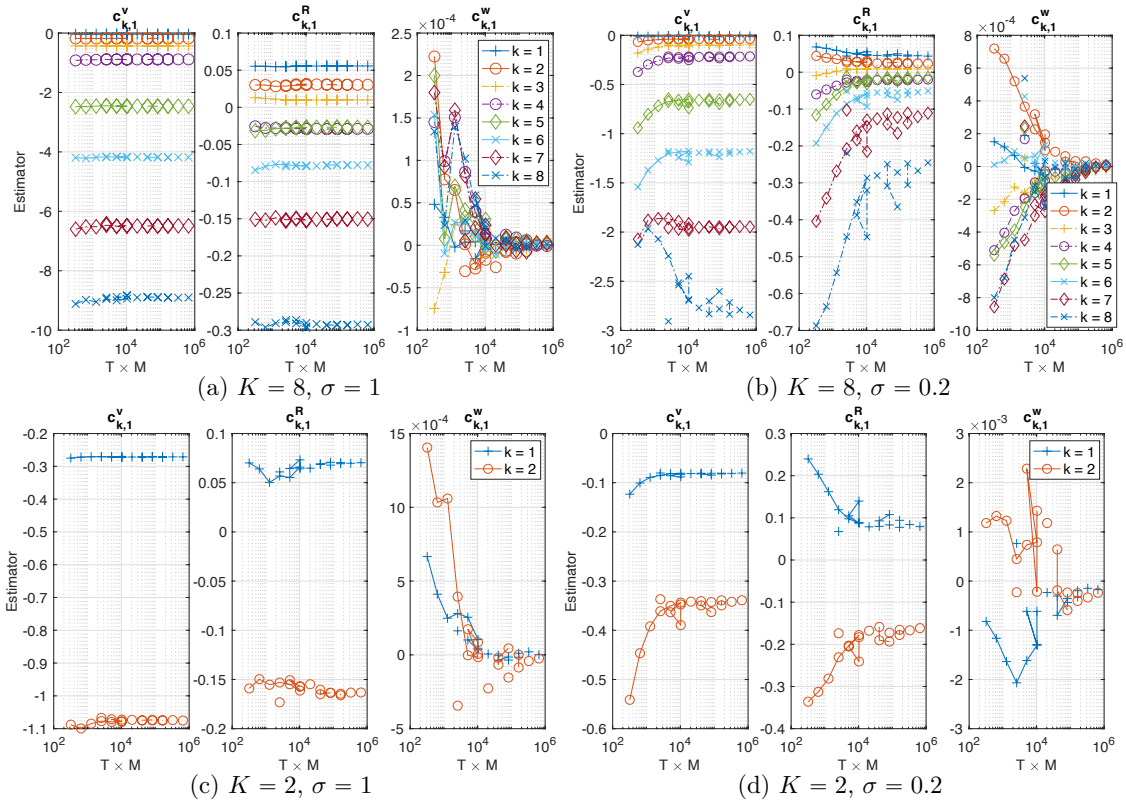 c^v_{k,1}
0
-2
-4
-6
-8
-10
Estimator
10^2 10^4 10^6
T × M
c^R_{k,1}
0.1
0.05
0
-0.05
-0.1
-0.15
-0.2
-0.25
-0.3
10^2 10^4 10^6
T × M
c^w_{k,1}
×10^-4
2.5
2
1.5
1
0.5
0
-0.5
-1
10^2 10^4 10^6
T × M
k = 1
k = 2
k = 3
k = 4
k = 5
k = 6
k = 7
k = 8
(a) K = 8, σ = 1
c^v_{k,1}
0
-0.5
-1
-1.5
-2
-2.5
-3
Estimator
10^2 10^4 10^6
T × M
c^R_{k,1}
0.2
0.1
0
-0.1
-0.2
-0.3
-0.4
-0.5
-0.6
-0.7
10^2 10^4 10^6
T × M
c^w_{k,1}
×10^-4
10
8
6
4
2
0
-2
-4
-6
-8
-10
10^2 10^4 10^6
T × M
k = 1
k = 2
k = 3
k = 4
k = 5
k = 6
k = 7
k = 8
(b) K = 8, σ = 0.2
c^v_{k,1}
-0.2
-0.3
-0.4
-0.5
-0.6
-0.7
-0.8
-0.9
-1
-1.1
Estimator
10^2 10^4 10^6
T × M
c^R_{k,1}
0.1
0.05
0
-0.05
-0.1
-0.15
-0.2
10^2 10^4 10^6
T × M
c^w_{k,1}
×10^-4
15
10
5
0
-5
10^2 10^4 10^6
T × M
k = 1
k = 2
(c) K = 2, σ = 1
c^v_{k,1}
0
-0.1
-0.2
-0.3
-0.4
-0.5
-0.6
Estimator
10^2 10^4 10^6
T × M
c^R_{k,1}
0.3
0.2
0.1
0
-0.1
-0.2
-0.3
-0.4
10^2 10^4 10^6
T × M
c^w_{k,1}
×10^-3
3
2
1
0
-1
-2
-3
10^2 10^4 10^6
T × M
k = 1
k = 2
(d) K = 2, σ = 0.2